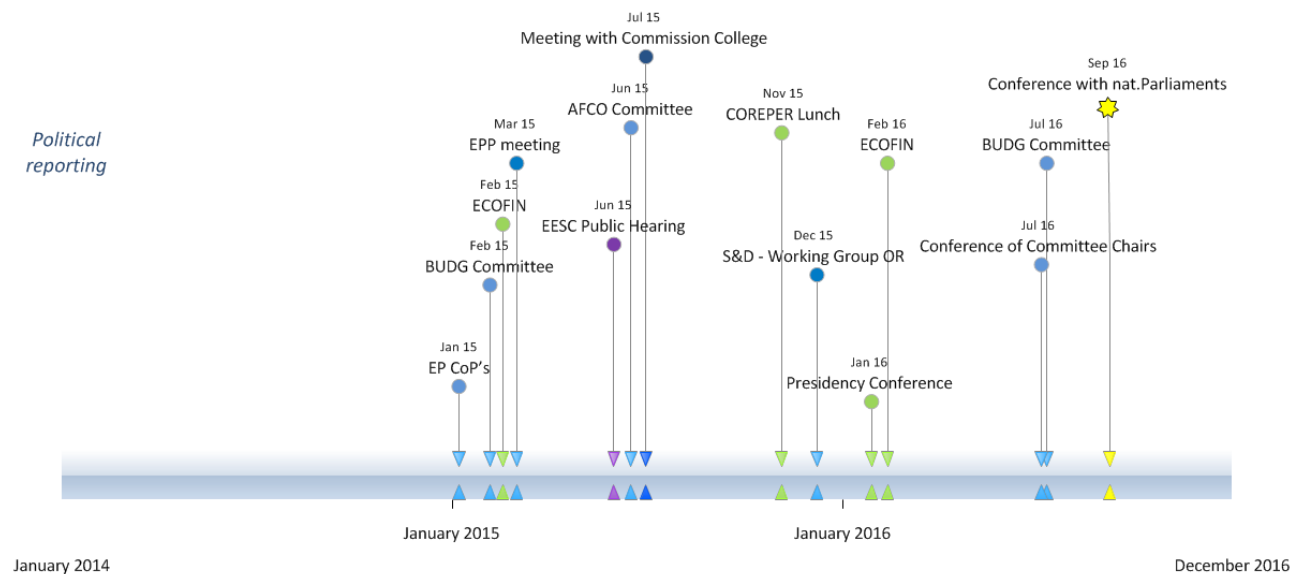 Political
reporting
Jul 15
Meeting with Commission College
Jun 15
AFCO Committee
Mar 15
EPP meeting
Feb 15
ECOFIN
Feb 15
BUDG Committee
Jan 15
EP CoP’s
Jun 15
EESC Public Hearing
Nov 15
COREPER Lunch
Feb 16
ECOFIN
Dec 15
S&D - Working Group OR
Jan 16
Presidency Conference
Sep 16
Conference with nat.Parliaments
Jul 16
BUDG Committee
Jul 16
Conference of Committee Chairs
January 2015
January 2016
January 2014
December 2016